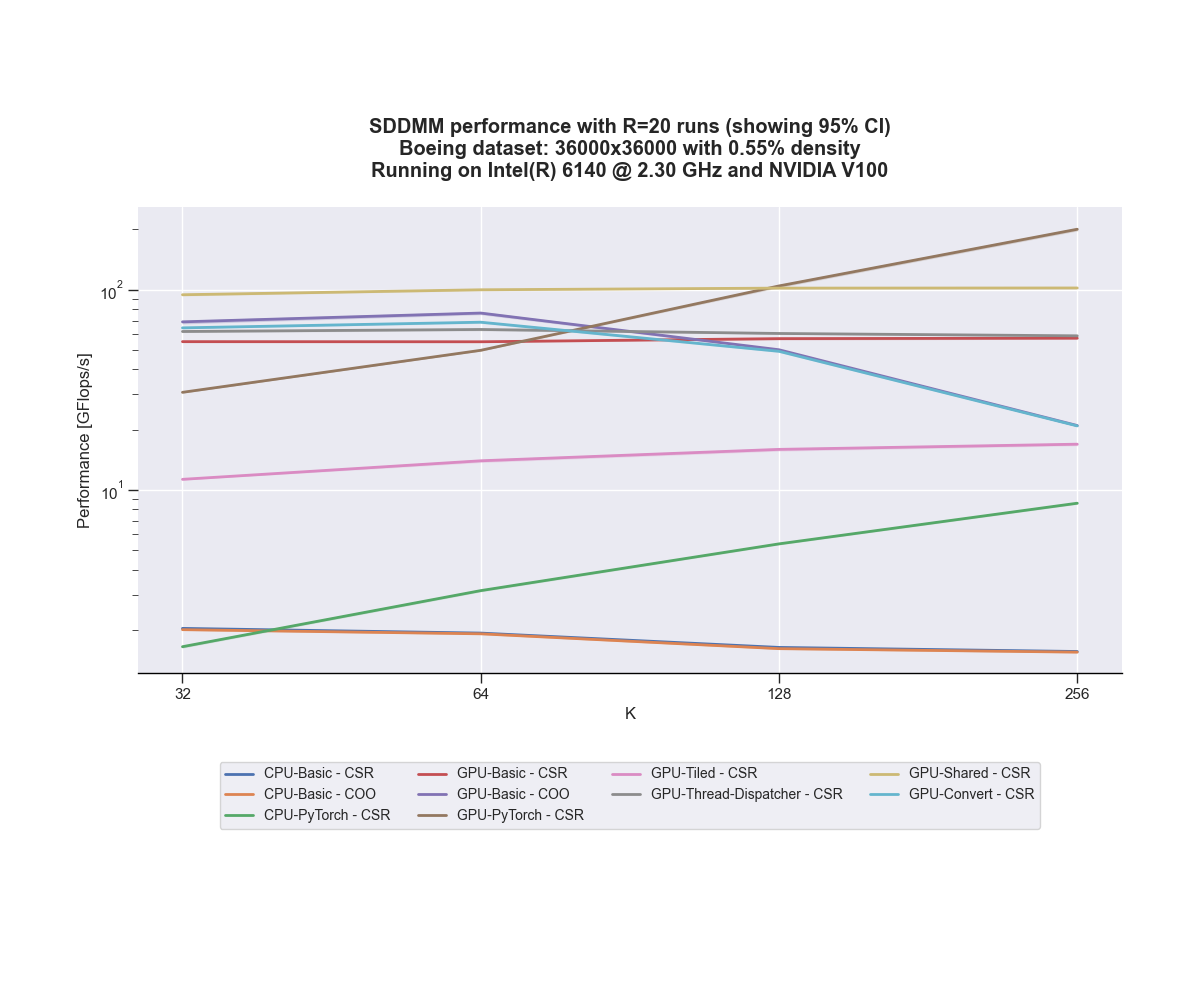 SDDMM performance with R=20 runs (showing 95% CI)
Boeing dataset: 36000x36000 with 0.55% density
Running on Intel(R) 6140 @ 2.30 GHz and NVIDIA V100
Performance [GFlops/s]
10²
10¹
32 64 128 256
K
CPU-Basic - CSR GPU-Basic - CSR GPU-Tiled - CSR GPU-Shared - CSR
CPU-Basic - COO GPU-Basic - COO GPU-Thread-Dispatcher - CSR GPU-Convert - CSR
CPU-PyTorch - CSR GPU-PyTorch - CSR